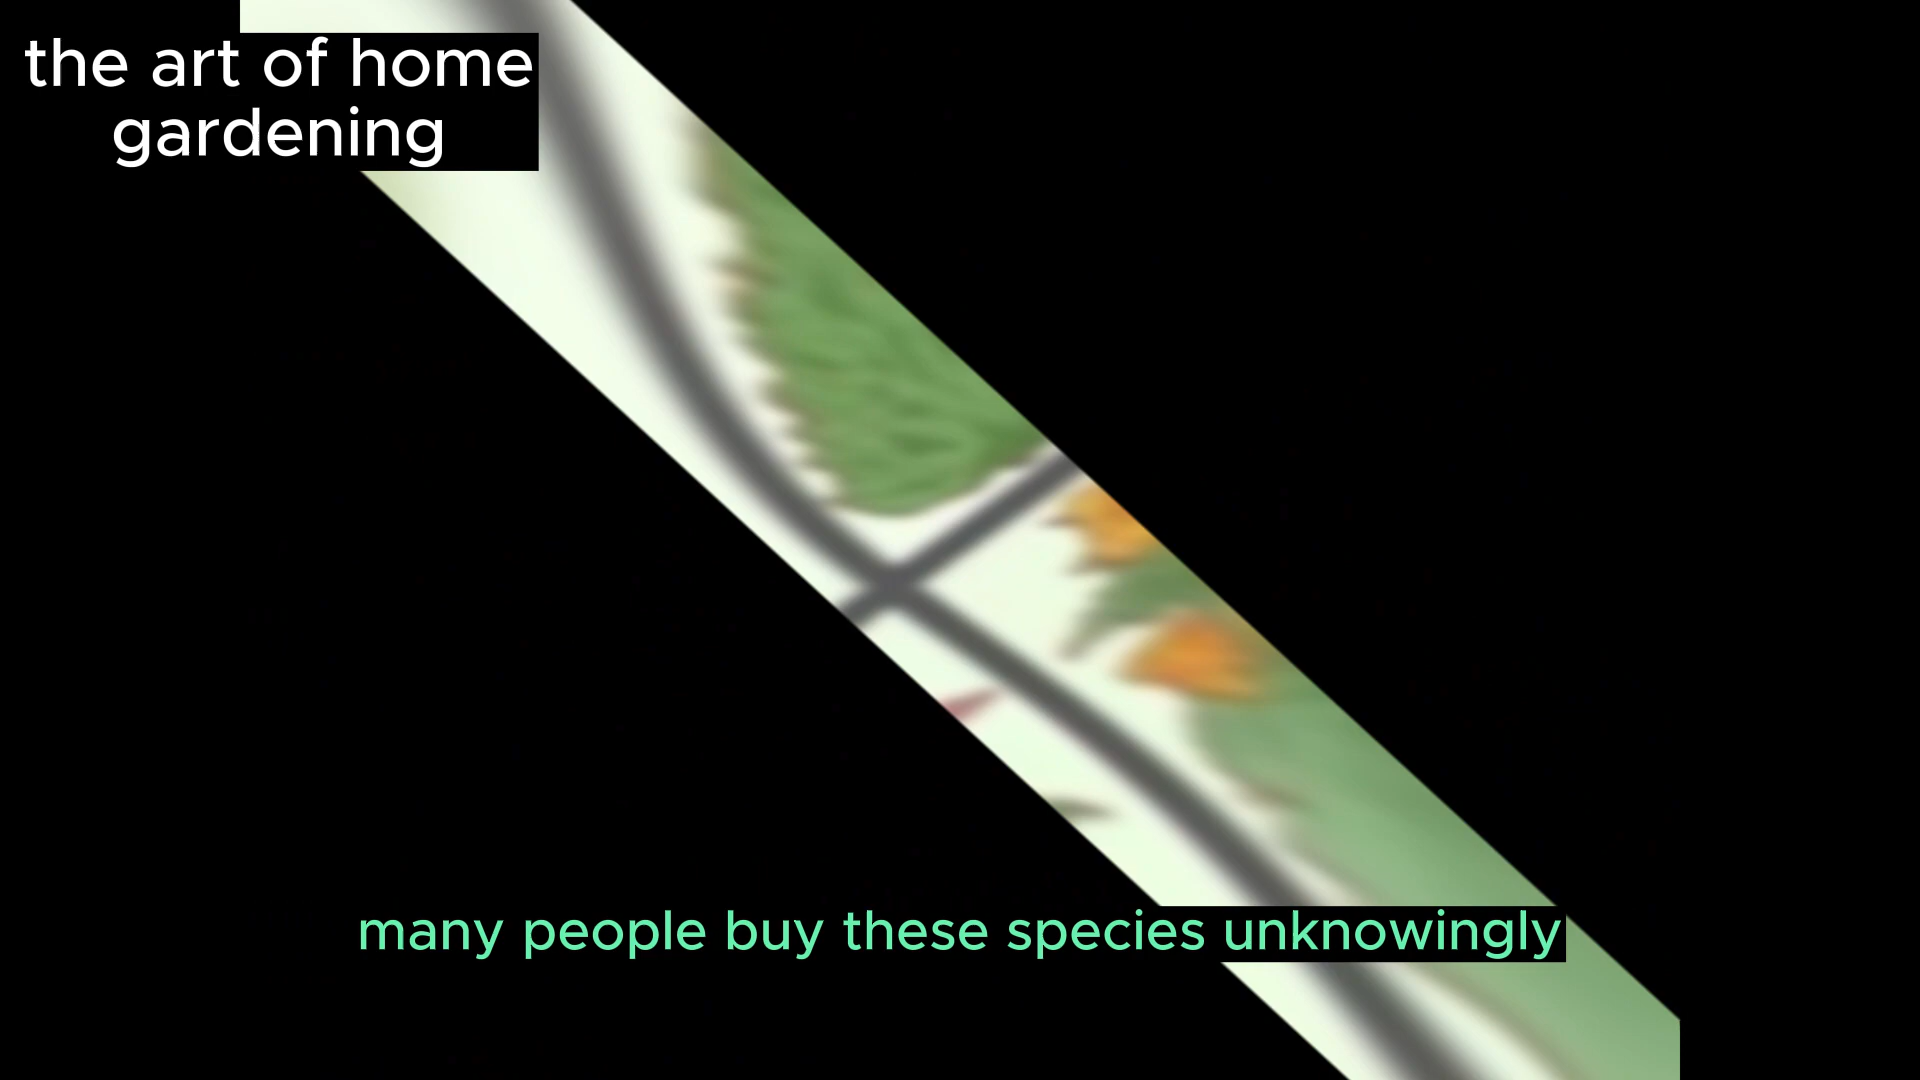 the art of home
gardening
many people buy these species unknowingly